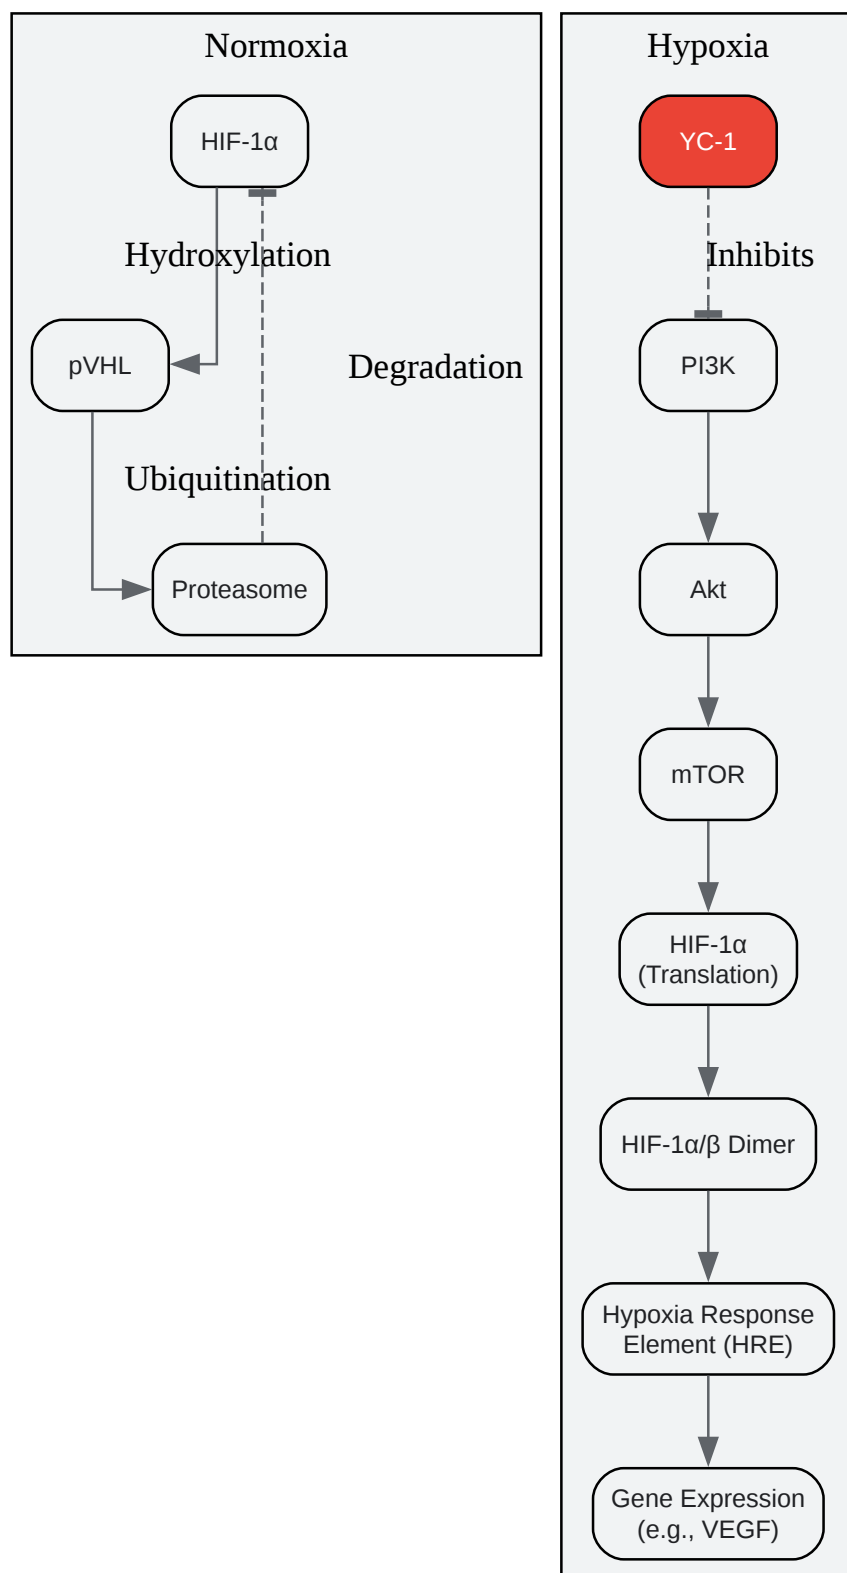 Normoxia
HIF-1α
Hydroxylation
pVHL
Degradation
Ubiquitination
Proteasome
Hypoxia
YC-1
Inhibits
PI3K
Akt
mTOR
HIF-1α
(Translation)
HIF-1α/β Dimer
Hypoxia Response
Element (HRE)
Gene Expression
(e.g., VEGF)